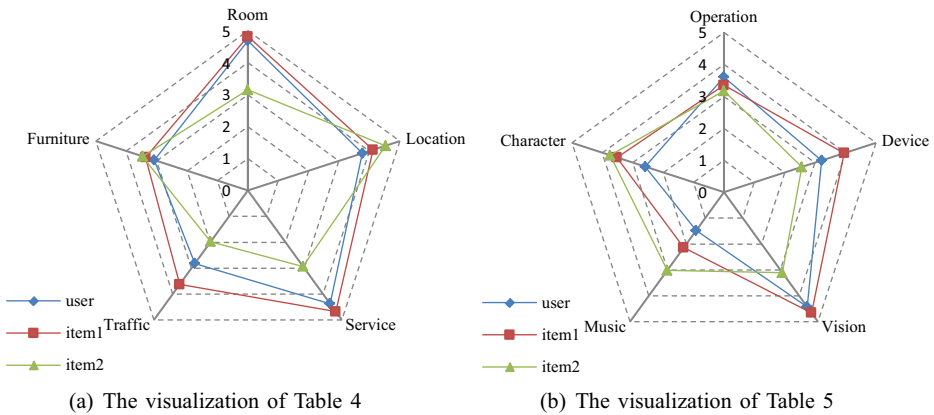 Room
5
4
3
2
1
0
Furniture
Location
Traffic
Service
user
item1
item2
(a) The visualization of Table 4
Operation
5
4
3
2
1
0
Character
Device
Music
Vision
user
item1
item2
(b) The visualization of Table 5